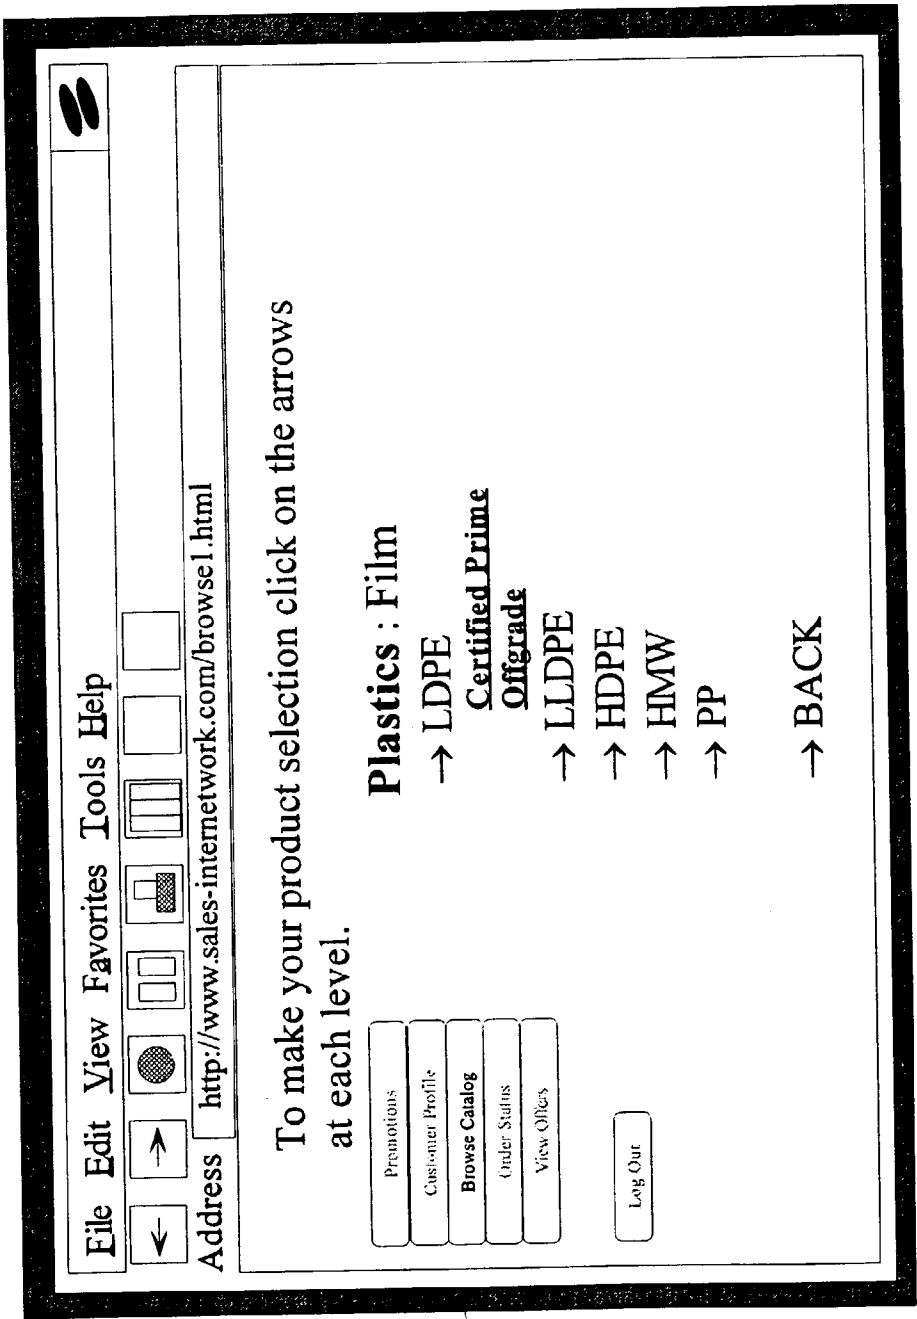 File Edit View Favorites Tools Help
Address http://www.sales-internetwork.com/browse1.html
To make your product selection click on the arrows
at each level.
Promotions
Customer Profile
Browse Catalog
Order Status
View Offers
Log Out
Plastics : Film
→ LDPE
Certified Prime
Offgrade
→ LLDPE
→ HDPE
→ HMW
→ PP
→ BACK